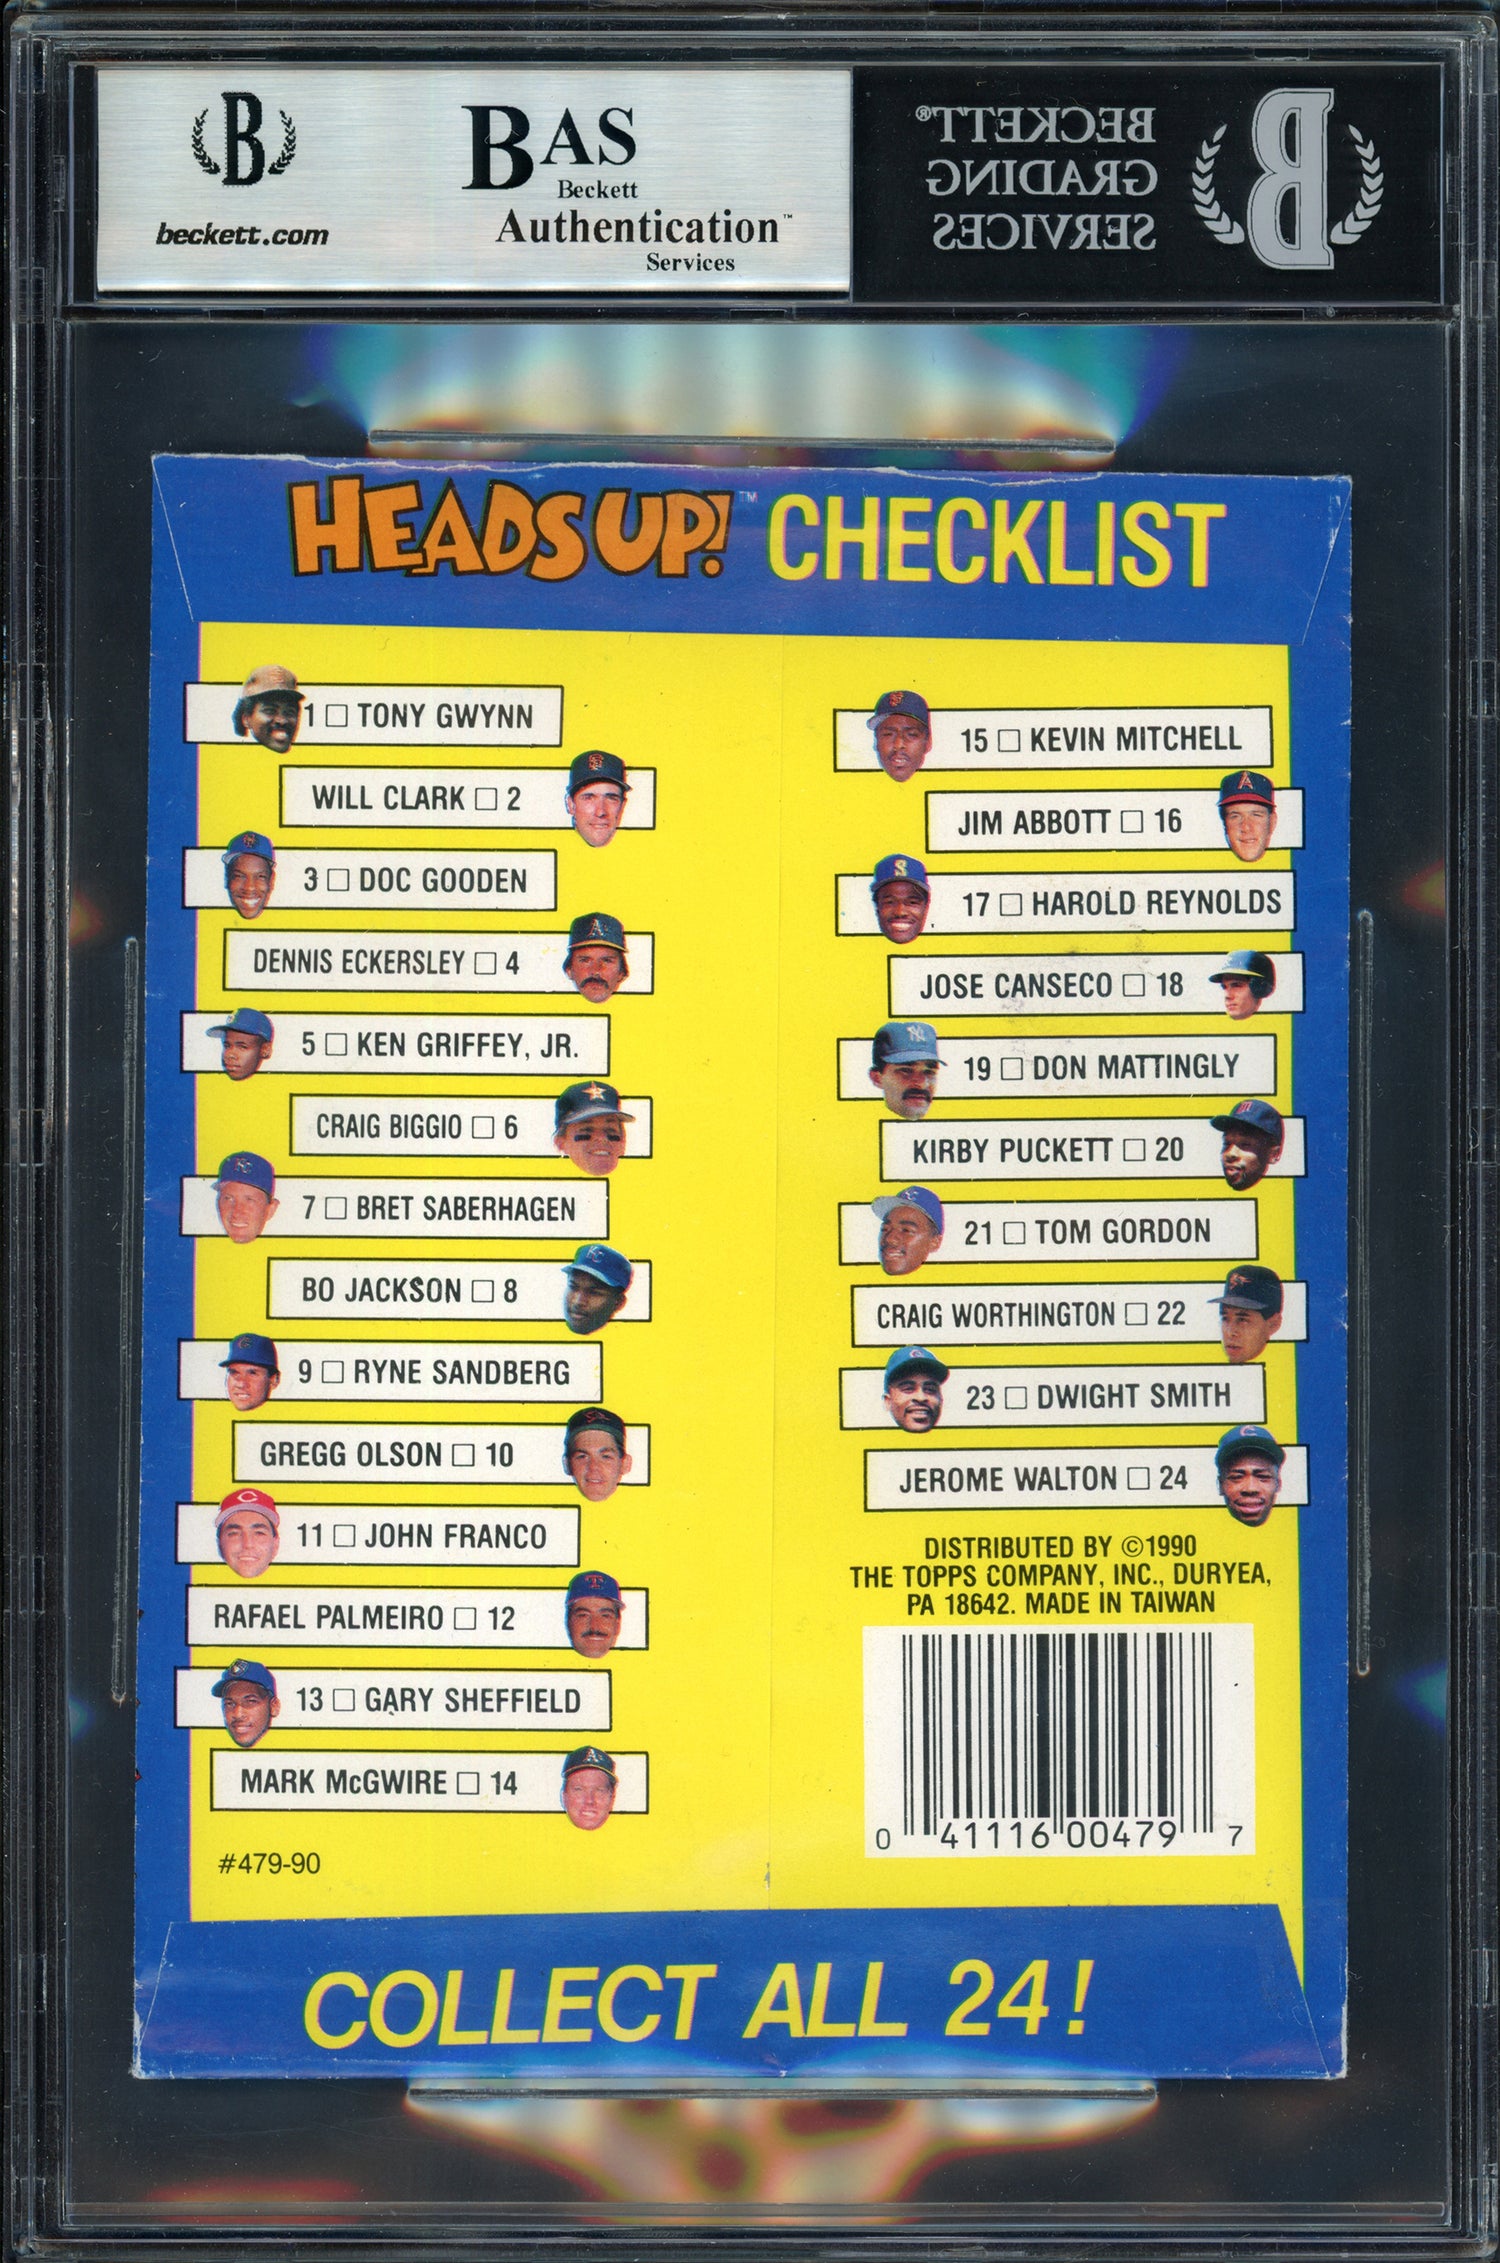 B
beckett.com
BAS
Beckett
Authentication™
Services
BECKETT®
GRADING
SERVICES
B
HEADS UP!™ CHECKLIST
1 □ TONY GWYNN
WILL CLARK □ 2
3 □ DOC GOODEN
DENNIS ECKERSLEY □ 4
5 □ KEN GRIFFEY, JR.
CRAIG BIGGIO □ 6
7 □ BRET SABERHAGEN
BO JACKSON □ 8
9 □ RYNE SANDBERG
GREGG OLSON □ 10
11 □ JOHN FRANCO
RAFAEL PALMEIRO □ 12
13 □ GARY SHEFFIELD
MARK McGWIRE □ 14
#479-90
15 □ KEVIN MITCHELL
JIM ABBOTT □ 16
17 □ HAROLD REYNOLDS
JOSE CANSECO □ 18
19 □ DON MATTINGLY
KIRBY PUCKETT □ 20
21 □ TOM GORDON
CRAIG WORTHINGTON □ 22
23 □ DWIGHT SMITH
JEROME WALTON □ 24
DISTRIBUTED BY ©1990
THE TOPPS COMPANY, INC., DURYEA,
PA 18642. MADE IN TAIWAN
0 41116 00479 7
COLLECT ALL 24!